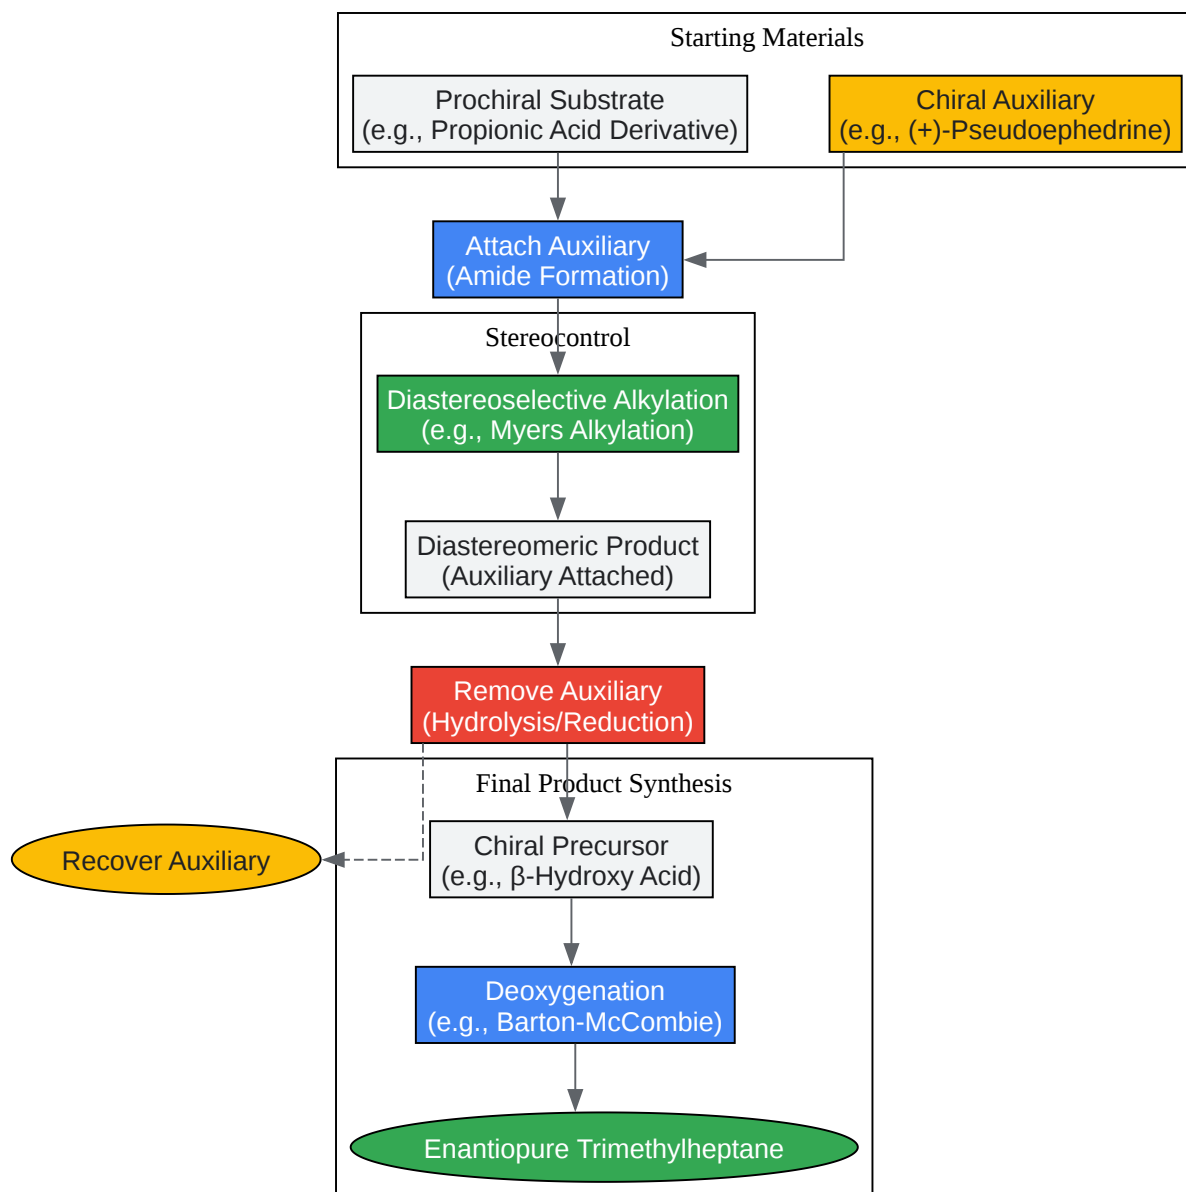 Starting Materials
Prochiral Substrate
(e.g., Propionic Acid Derivative)
Chiral Auxiliary
(e.g., (+)-Pseudoephedrine)
Attach Auxiliary
(Amide Formation)
Stereocontrol
Diastereoselective Alkylation
(e.g., Myers Alkylation)
Diastereomeric Product
(Auxiliary Attached)
Remove Auxiliary
(Hydrolysis/Reduction)
Final Product Synthesis
Recover Auxiliary
Chiral Precursor
(e.g., β-Hydroxy Acid)
Deoxygenation
(e.g., Barton-McCombie)
Enantiopure Trimethylheptane